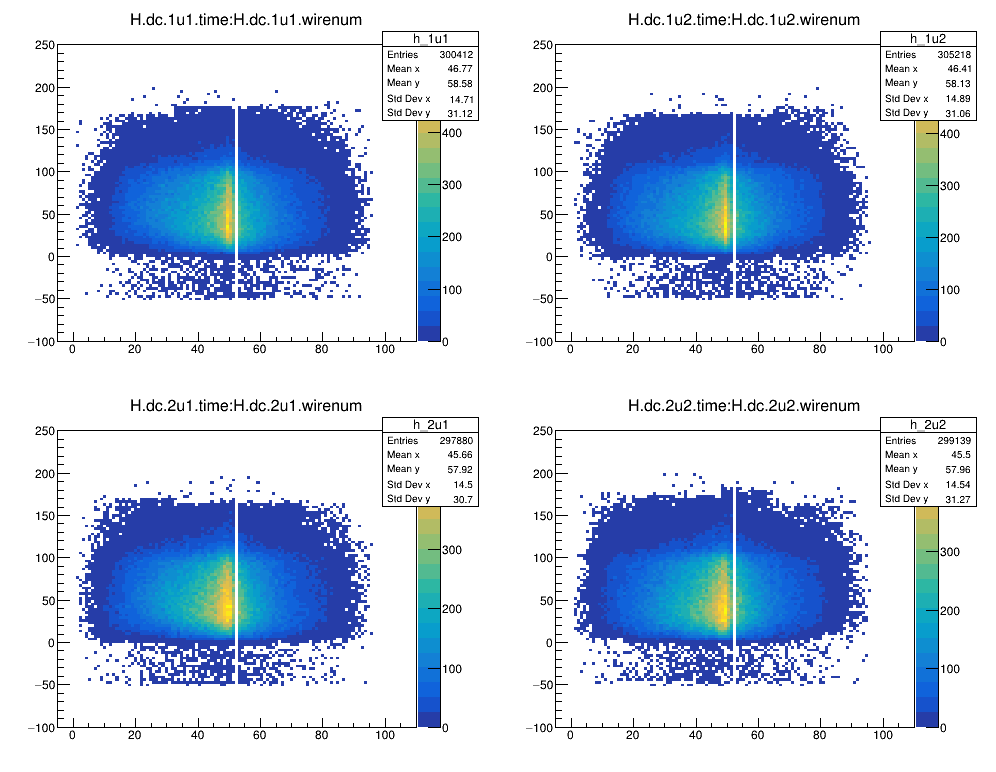 H.dc.1u1.time:H.dc.1u1.wirenum
h_1u1
Entries 300412
Mean x 46.77
Mean y 58.58
Std Dev x 14.71
Std Dev y 31.12
250
200
150
100
50
0
−50
−100
0 20 40 60 80 100
400
300
200
100
0
H.dc.1u2.time:H.dc.1u2.wirenum
h_1u2
Entries 305218
Mean x 46.41
Mean y 58.13
Std Dev x 14.89
Std Dev y 31.06
250
200
150
100
50
0
−50
−100
0 20 40 60 80 100
400
300
200
100
0
H.dc.2u1.time:H.dc.2u1.wirenum
h_2u1
Entries 297880
Mean x 45.66
Mean y 57.92
Std Dev x 14.5
Std Dev y 30.7
250
200
150
100
50
0
−50
−100
0 20 40 60 80 100
300
200
100
0
H.dc.2u2.time:H.dc.2u2.wirenum
h_2u2
Entries 299139
Mean x 45.5
Mean y 57.96
Std Dev x 14.54
Std Dev y 31.27
250
200
150
100
50
0
−50
−100
0 20 40 60 80 100
300
200
100
0